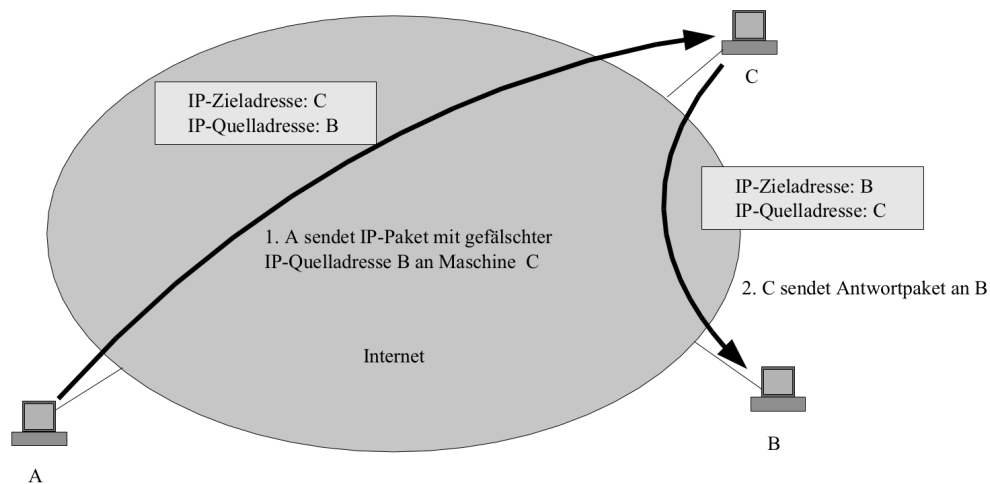 C
IP-Zieladresse: C
IP-Quelladresse: B
IP-Zieladresse: B
IP-Quelladresse: C
1. A sendet IP-Paket mit gefälschter
IP-Quelladresse B an Maschine C
2. C sendet Antwortpaket an B
Internet
B
A